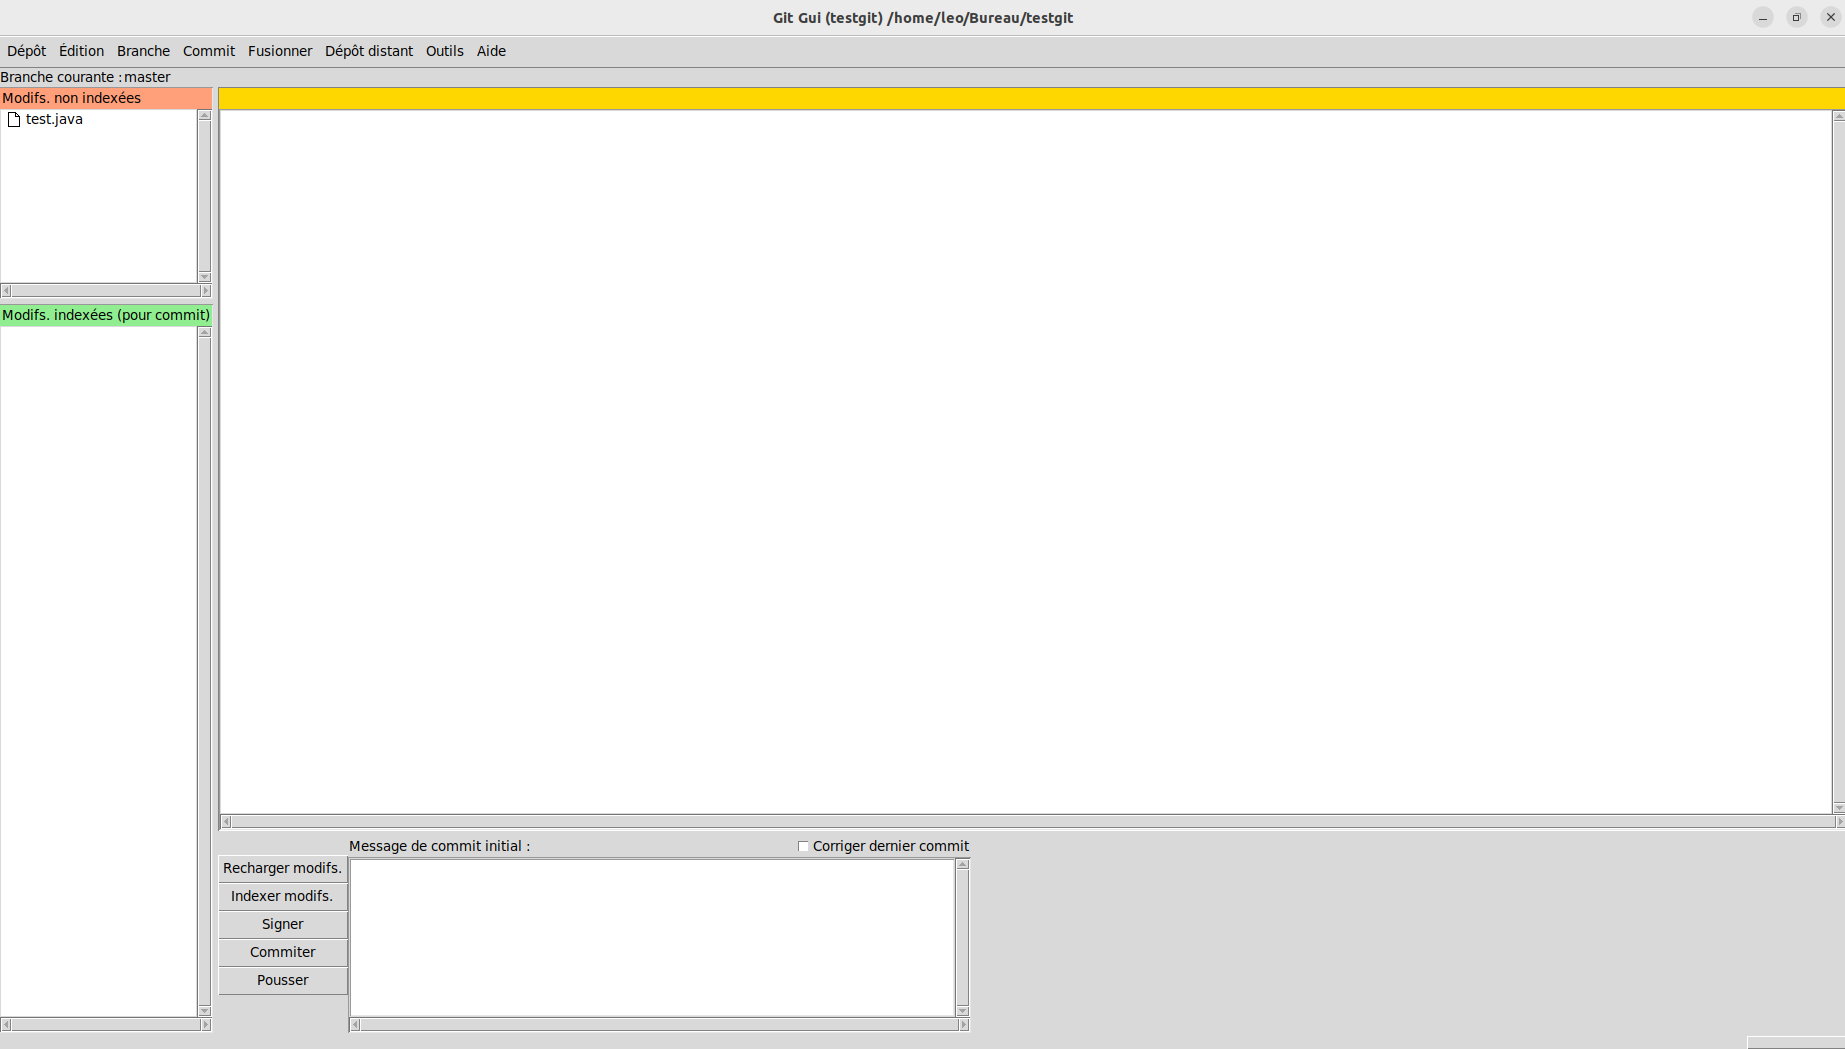 Git Gui (testgit) /home/leo/Bureau/testgit
Dépôt Édition Branche Commit Fusionner Dépôt distant Outils Aide
Branche courante : master
Modifs. non indexées
test.java
Modifs. indexées (pour commit)
Message de commit initial :
Corriger dernier commit
Recharger modifs.
Indexer modifs.
Signer
Commiter
Pousser